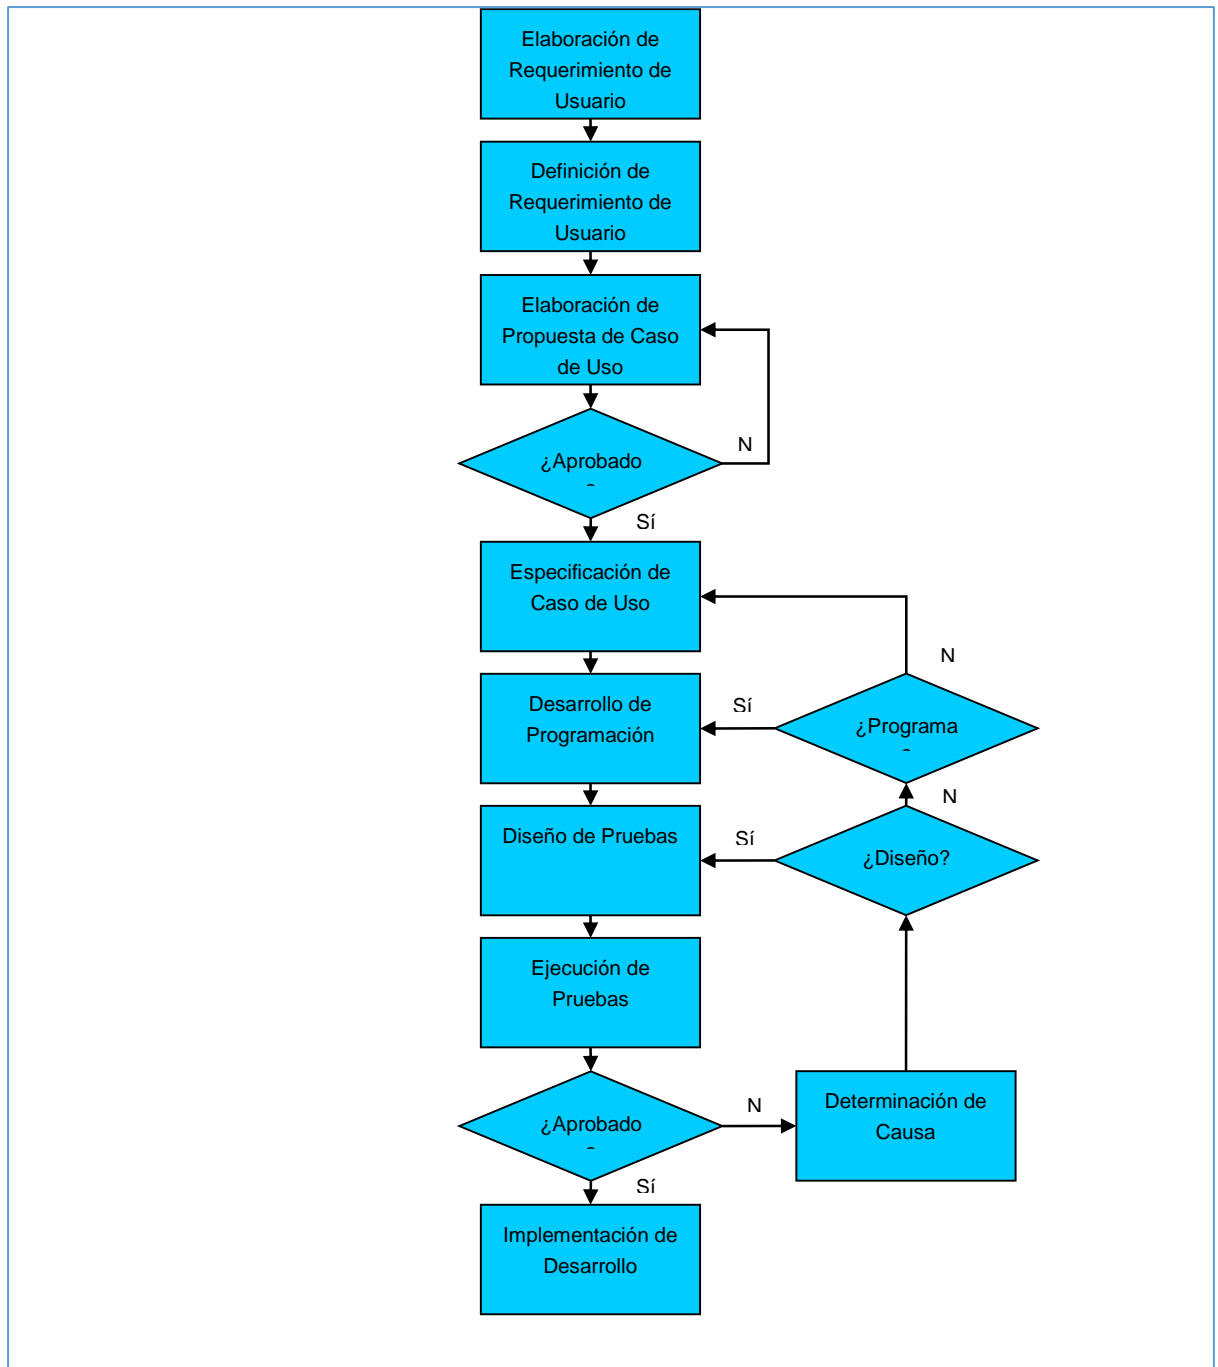 Elaboración de
Requerimiento de
Usuario
Definición de
Requerimiento de
Usuario
Elaboración de
Propuesta de Caso
de Uso
¿Aprobado
N
Sí
Especificación de
Caso de Uso
N
Desarrollo de
Programación
Sí
¿Programa
N
Diseño de Pruebas
Sí
¿Diseño?
Ejecución de
Pruebas
¿Aprobado
N
Determinación de
Causa
Sí
Implementación de
Desarrollo